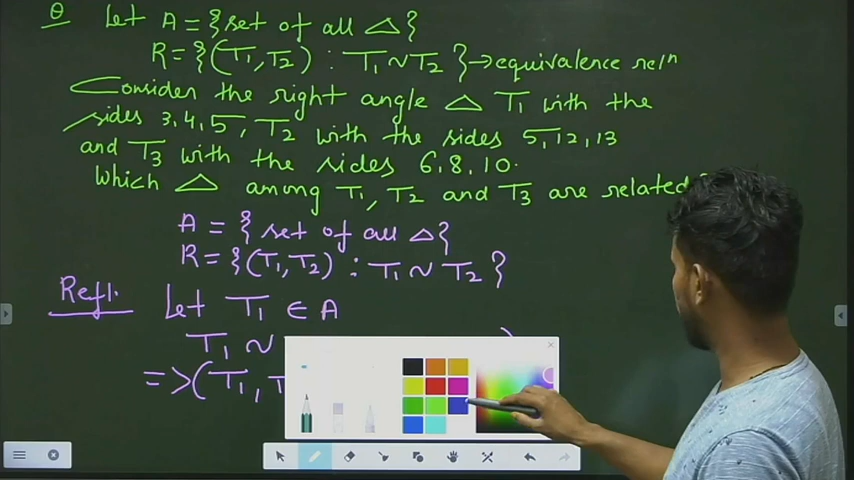 Q Let A = {set of all △}
R = {(T₁, T₂) : T₁ ~ T₂} → equivalence relⁿ
Consider the right angle △ T₁ with the
sides 3, 4, 5, T₂ with the sides 5, 12, 13
and T₃ with the sides 6, 8, 10.
Which △ among T₁, T₂ and T₃ are related
A = { set of all △}
R = {(T₁, T₂) : T₁ ~ T₂ }
Refl. Let T₁ ∈ A
T₁ ~
=> (T₁,